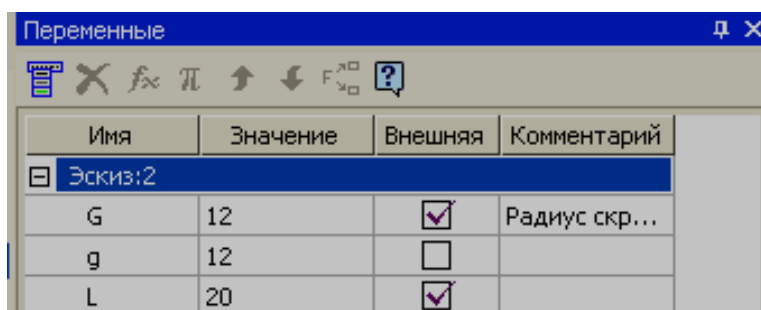 Переменные
Имя Значение Внешняя Комментарий
Эскиз:2
G 12 Радиус скр...
g 12
L 20